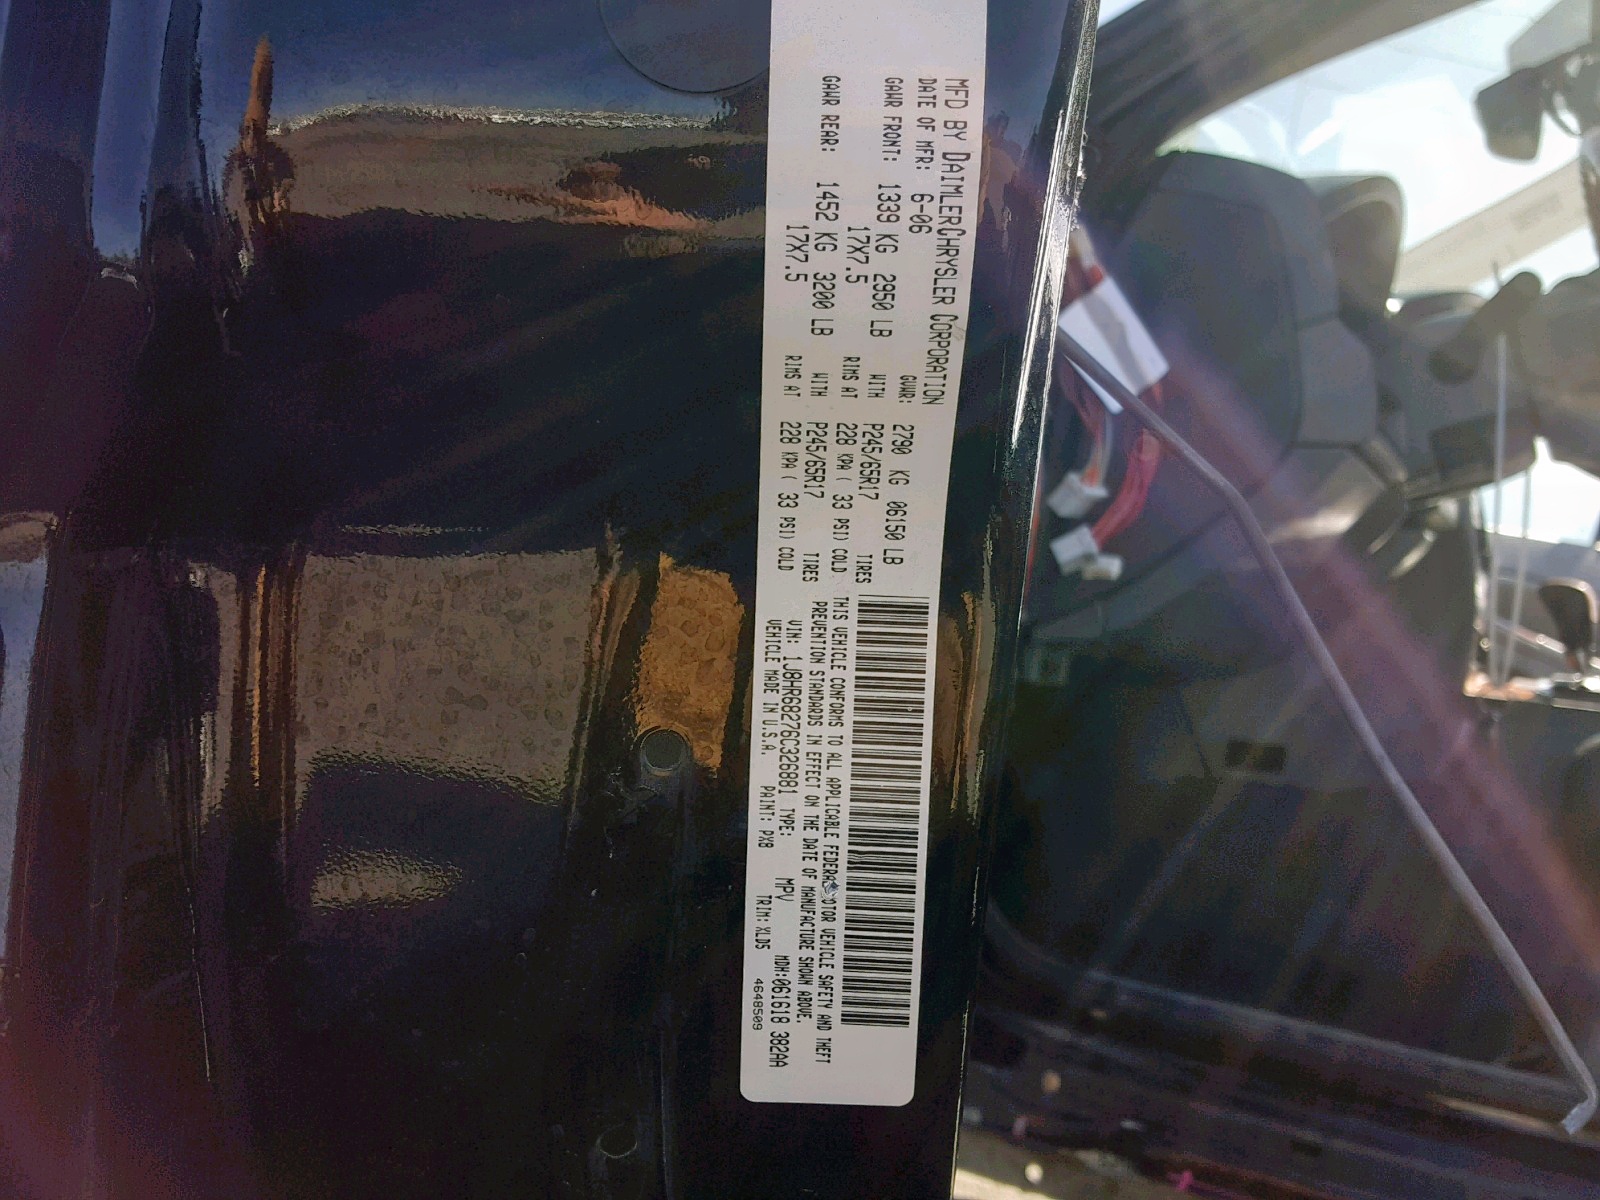 MFD BY DAIMLERCHRYSLER CORPORATION
DATE OF MFR: 6-06 GVWR: 2790 KG 06150 LB
GAWR FRONT: 1339 KG 2950 LB WITH P245/65R17 TIRES
17X7.5 RIMS AT 228 KPA ( 33 PSI) COLD
GAWR REAR: 1452 KG 3200 LB WITH P245/65R17 TIRES
17X7.5 RIMS AT 228 KPA ( 33 PSI) COLD
THIS VEHICLE CONFORMS TO ALL APPLICABLE FEDERAL MOTOR VEHICLE SAFETY AND THEFT
PREVENTION STANDARDS IN EFFECT ON THE DATE OF MANUFACTURE SHOWN ABOVE.
VIN: 1J8HR68276C326881 TYPE: MPV MDH:061618 382AA
VEHICLE MADE IN U.S.A. PAINT: PX8 TRIM: XLD5 4648509